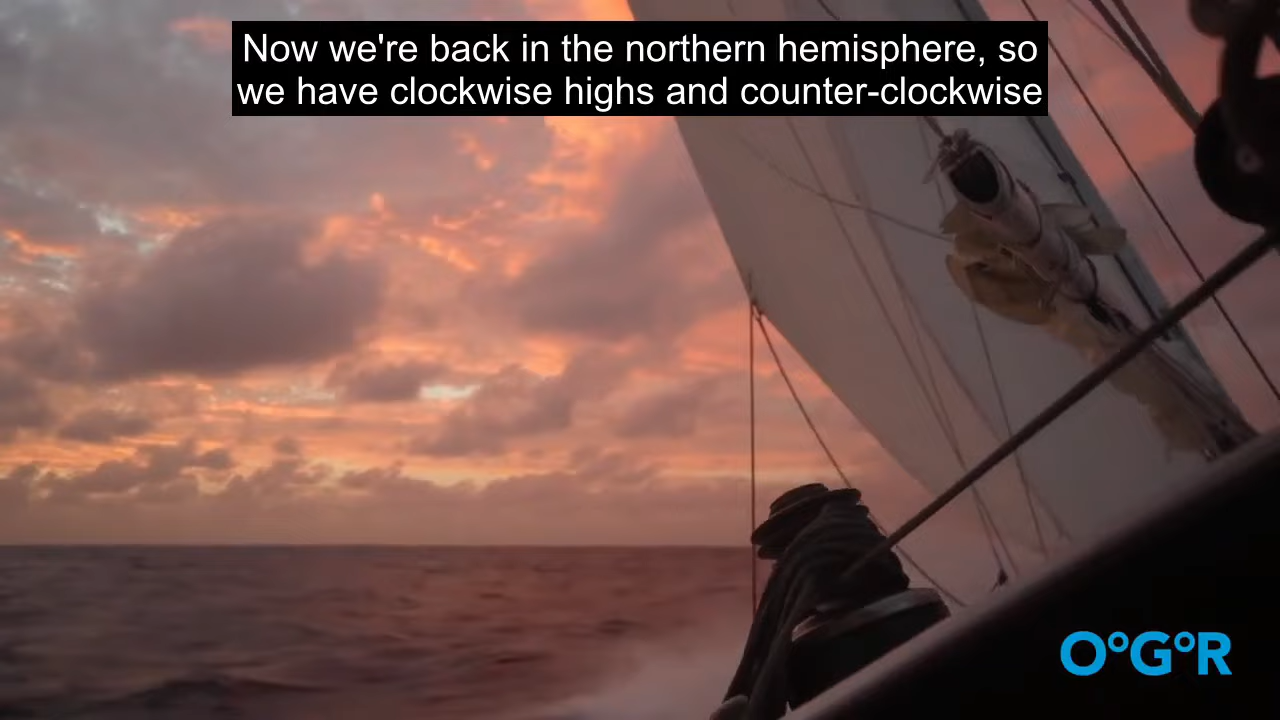 Now we're back in the northern hemisphere, so
we have clockwise highs and counter-clockwise
O°G°R